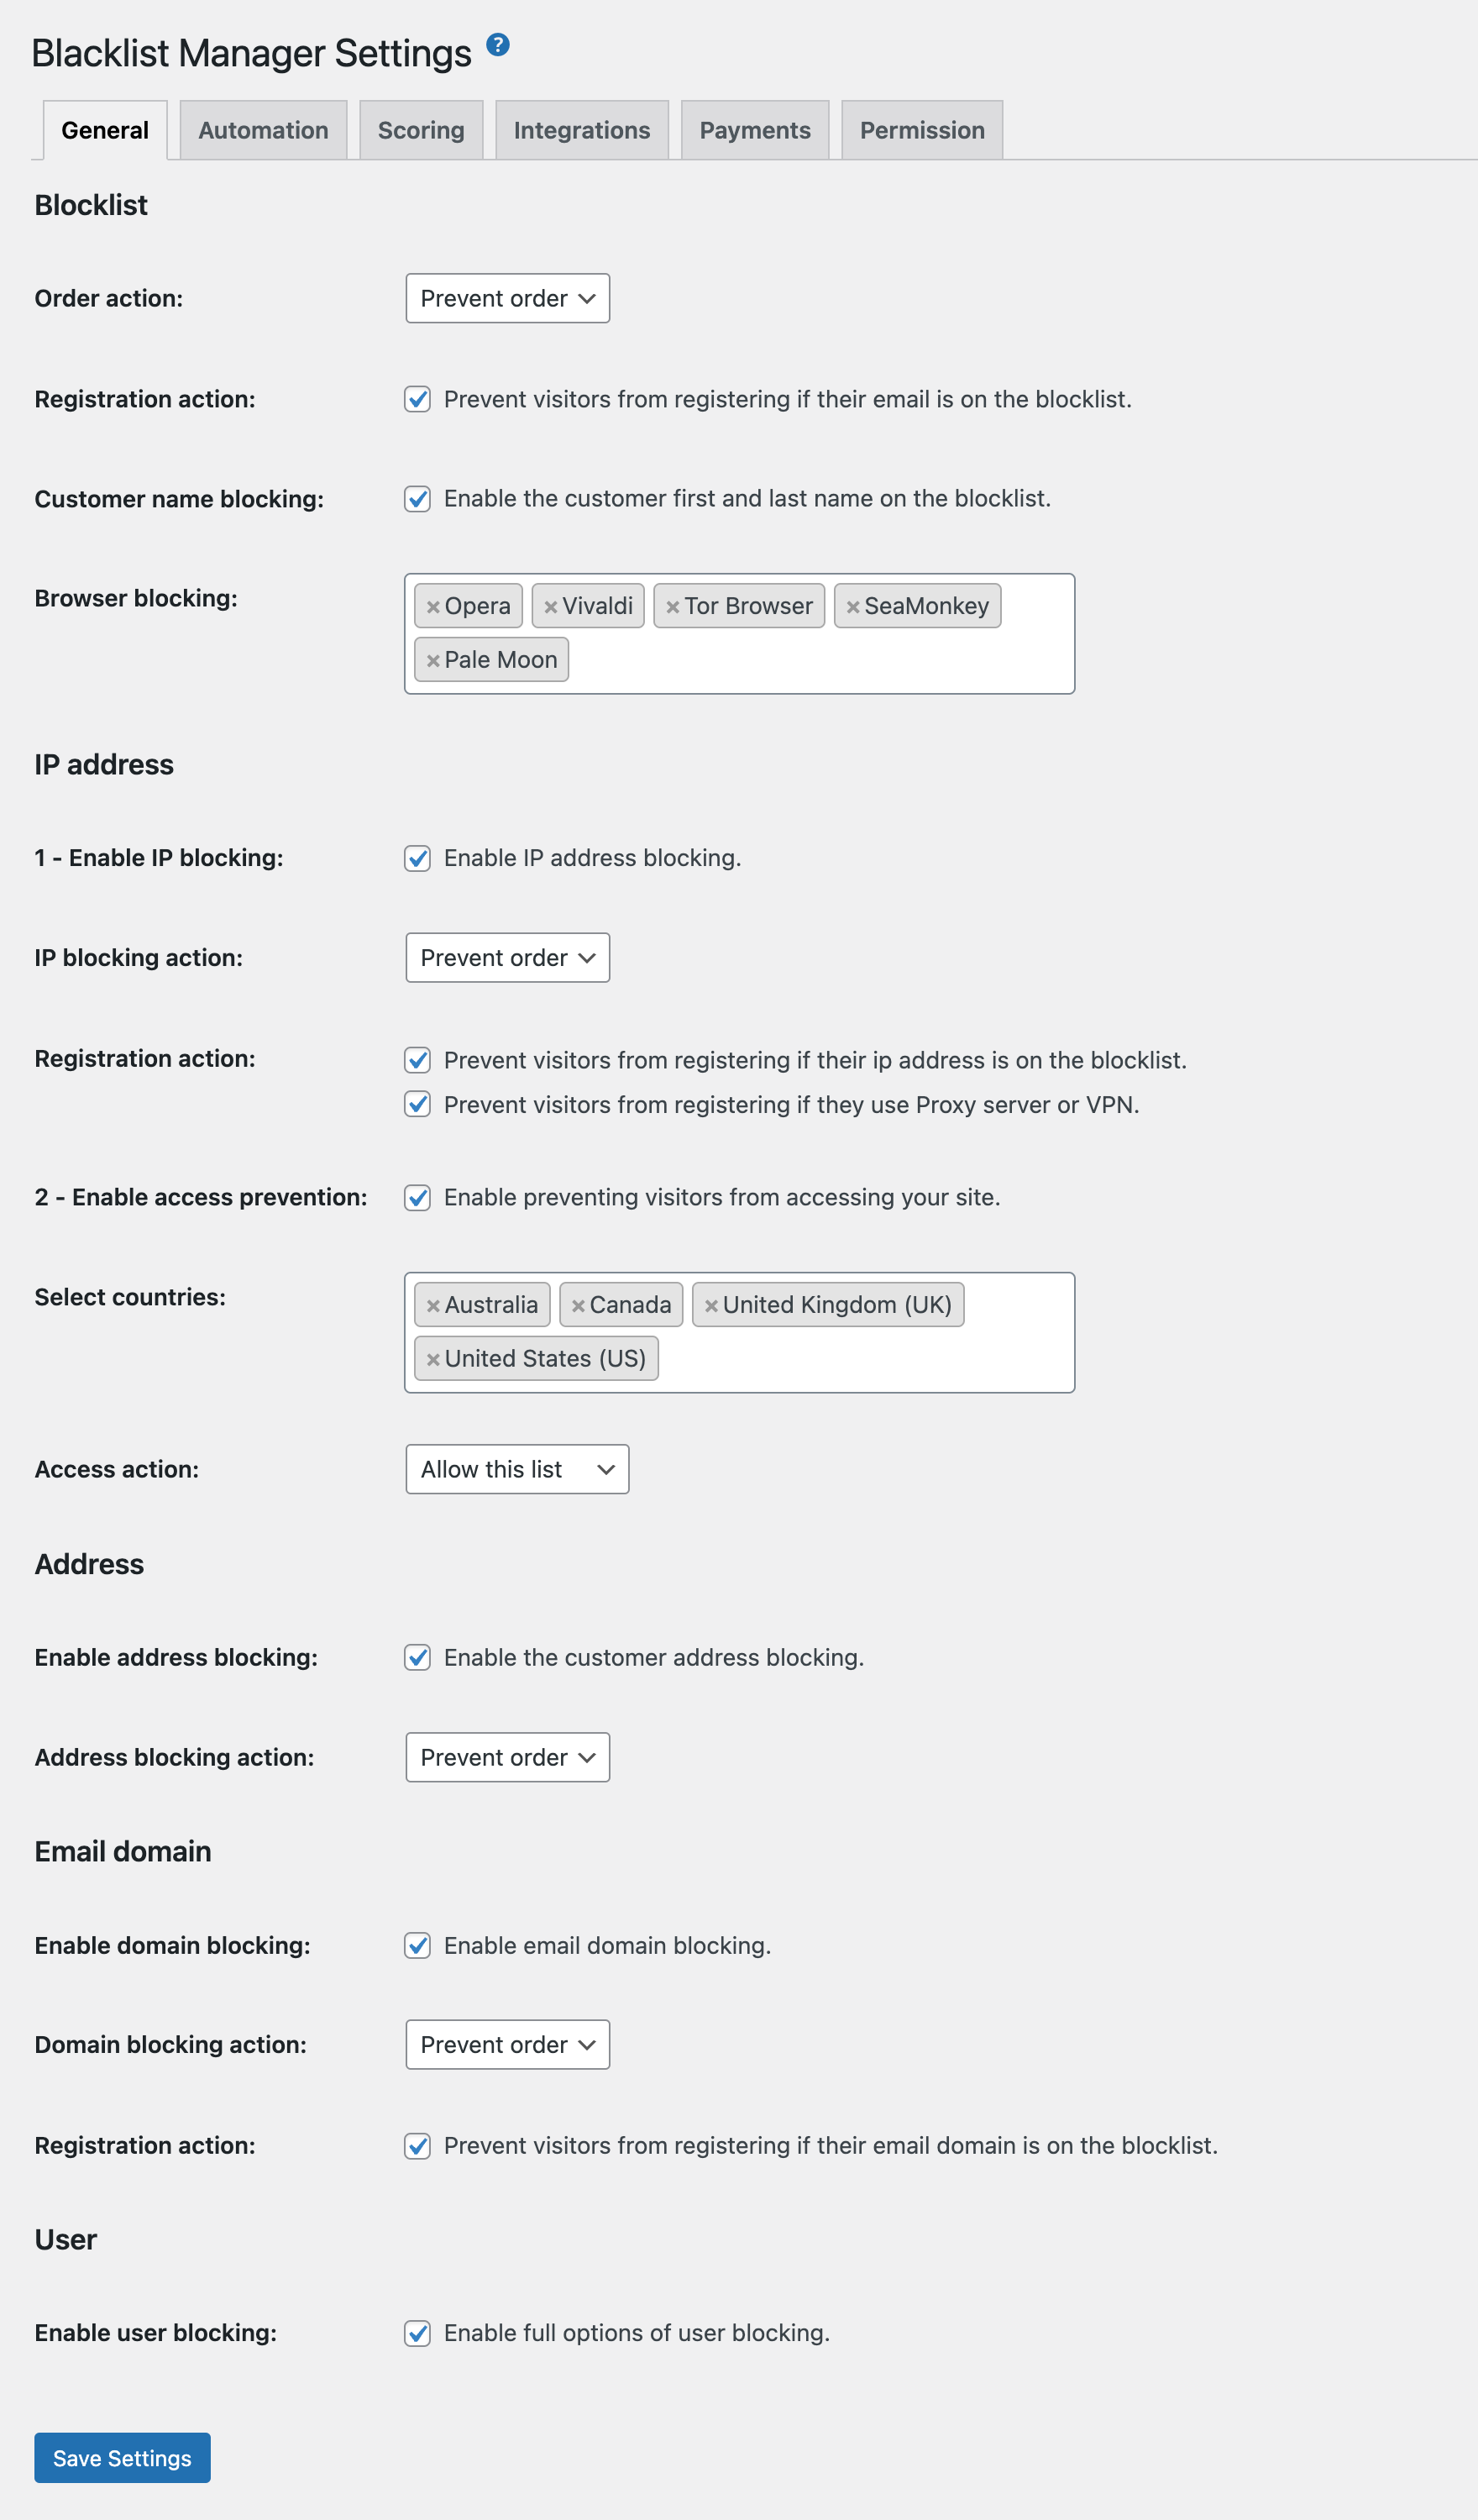 Blacklist Manager Settings ?
General Automation Scoring Integrations Payments Permission
Blocklist
Order action: Prevent order
Registration action: Prevent visitors from registering if their email is on the blocklist.
Customer name blocking: Enable the customer first and last name on the blocklist.
Browser blocking: ×Opera ×Vivaldi ×Tor Browser ×SeaMonkey
×Pale Moon
IP address
1 - Enable IP blocking: Enable IP address blocking.
IP blocking action: Prevent order
Registration action: Prevent visitors from registering if their ip address is on the blocklist.
Prevent visitors from registering if they use Proxy server or VPN.
2 - Enable access prevention: Enable preventing visitors from accessing your site.
Select countries: ×Australia ×Canada ×United Kingdom (UK)
×United States (US)
Access action: Allow this list
Address
Enable address blocking: Enable the customer address blocking.
Address blocking action: Prevent order
Email domain
Enable domain blocking: Enable email domain blocking.
Domain blocking action: Prevent order
Registration action: Prevent visitors from registering if their email domain is on the blocklist.
User
Enable user blocking: Enable full options of user blocking.
Save Settings